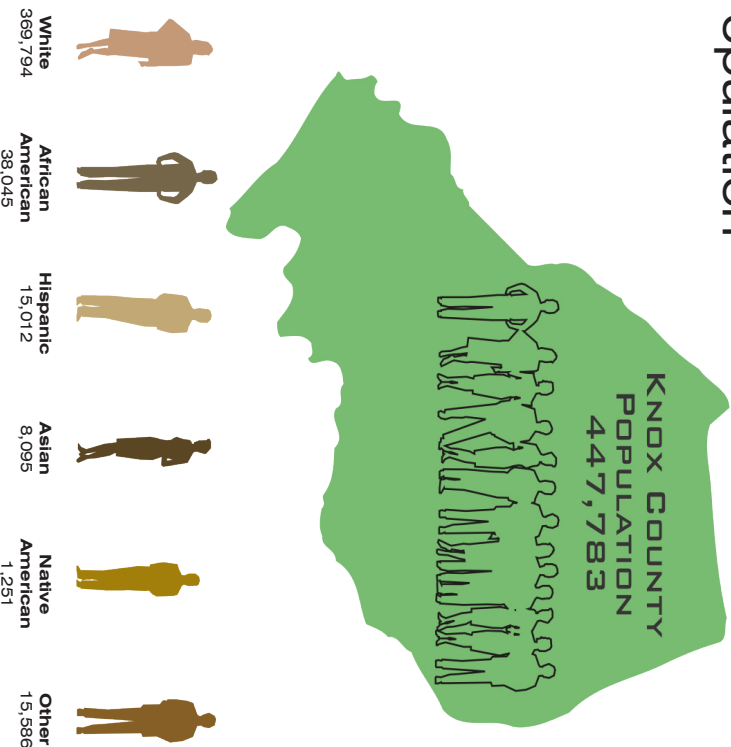 opulation
KNOX COUNTY
POPULATION
447,783
White
369,794
African
American
38,045
Hispanic
15,012
Asian
8,095
Native
American
1,251
Other
15,586